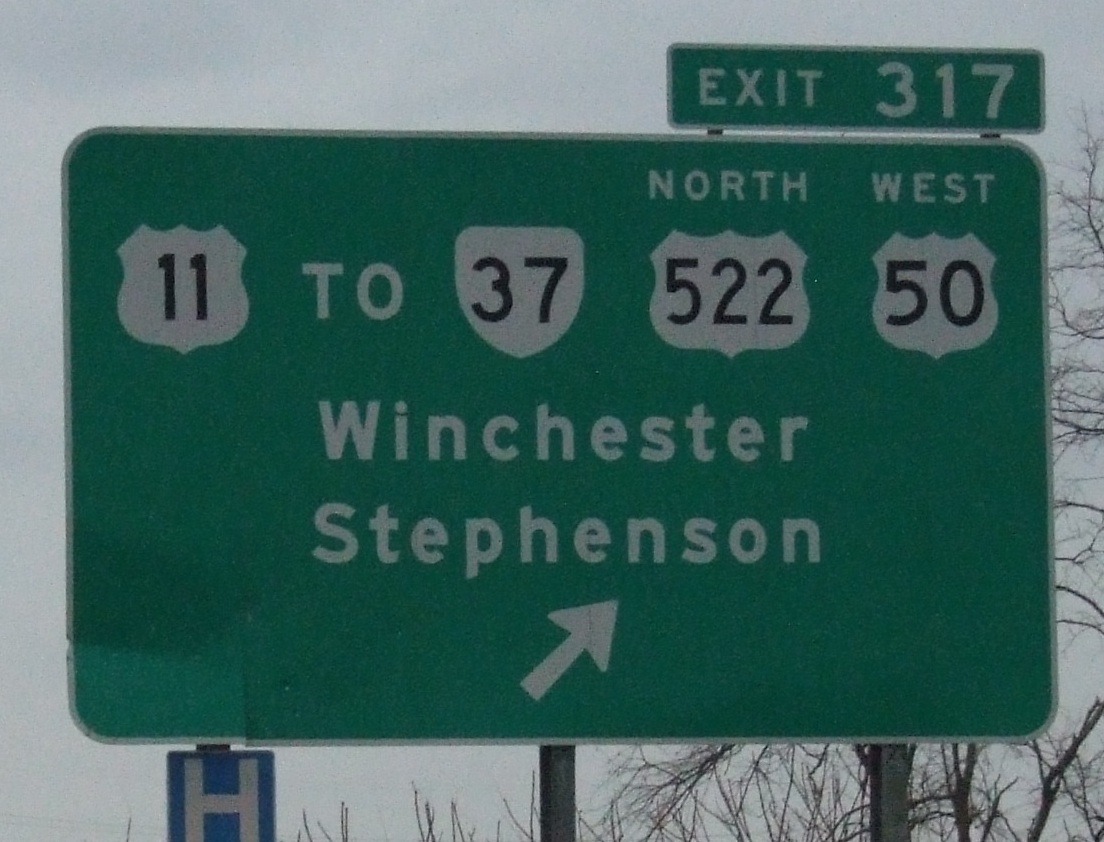 EXIT 317
NORTH WEST
11 TO 37 522 50
Winchester
Stephenson
H